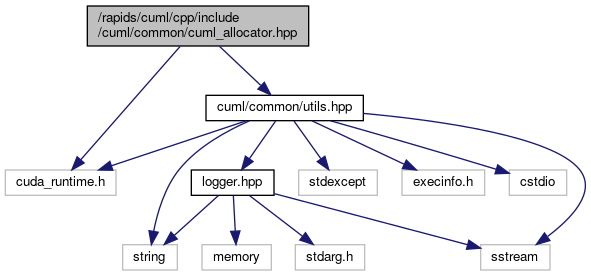 /rapids/cuml/cpp/include
/cuml/common/cuml_allocator.hpp
cuml/common/utils.hpp
cuda_runtime.h
logger.hpp
stdexcept
execinfo.h
cstdio
string
memory
stdarg.h
sstream